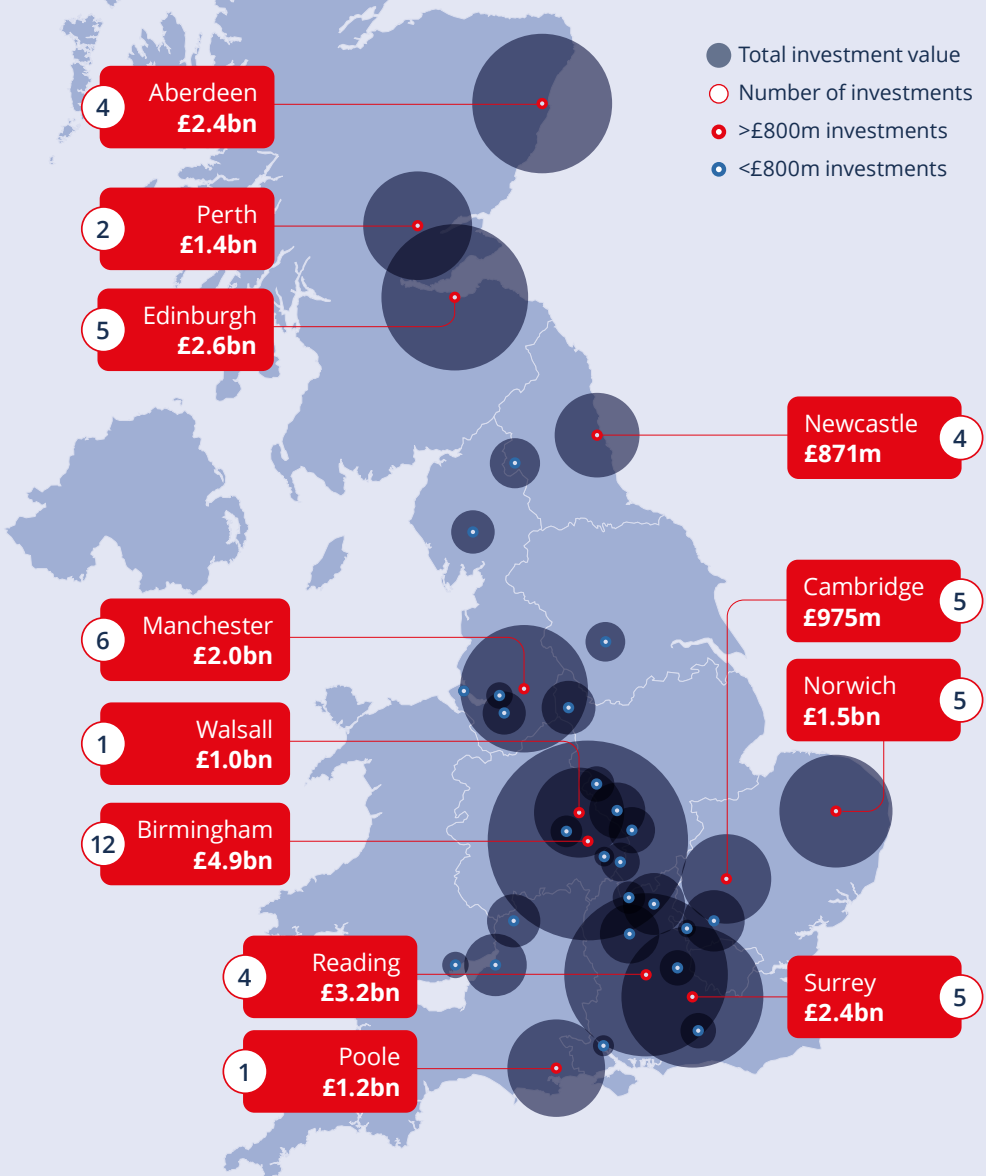 Total investment value
Number of investments
>£800m investments
<£800m investments
4
Aberdeen
£2.4bn
2
Perth
£1.4bn
5
Edinburgh
£2.6bn
Newcastle
£871m
4
Cambridge
£975m
5
6
Manchester
£2.0bn
Norwich
£1.5bn
5
1
Walsall
£1.0bn
12
Birmingham
£4.9bn
4
Reading
£3.2bn
Surrey
£2.4bn
5
1
Poole
£1.2bn